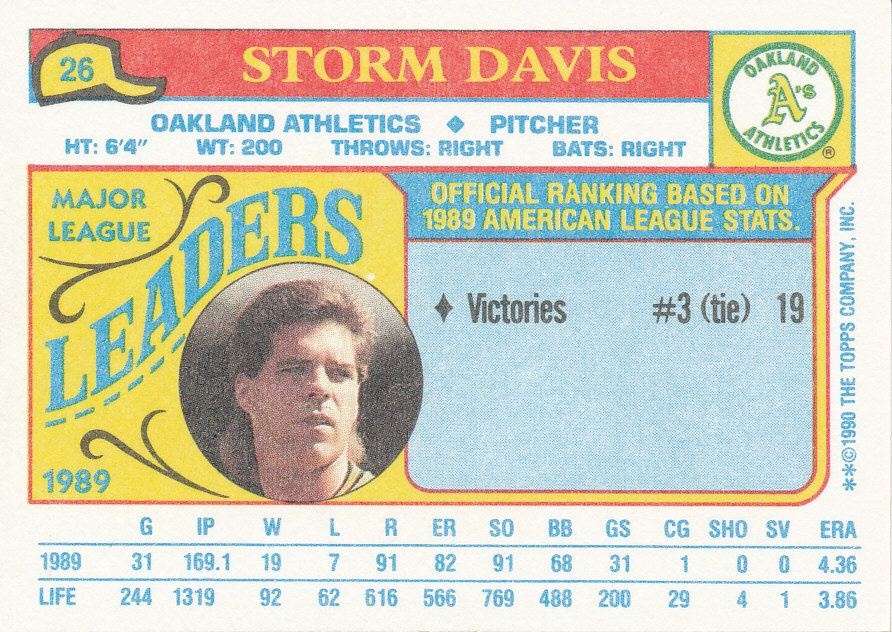 26
STORM DAVIS
OAKLAND
A's
ATHLETICS
®
OAKLAND ATHLETICS ◆ PITCHER
HT: 6'4" WT: 200 THROWS: RIGHT BATS: RIGHT
MAJOR
LEAGUE
LEADERS
1989
OFFICIAL RANKING BASED ON
1989 AMERICAN LEAGUE STATS.
♦ Victories #3 (tie) 19
**©1990 THE TOPPS COMPANY, INC.
G IP W L R ER SO BB GS CG SHO SV ERA
1989 31 169.1 19 7 91 82 91 68 31 1 0 0 4.36
LIFE 244 1319 92 62 616 566 769 488 200 29 4 1 3.86